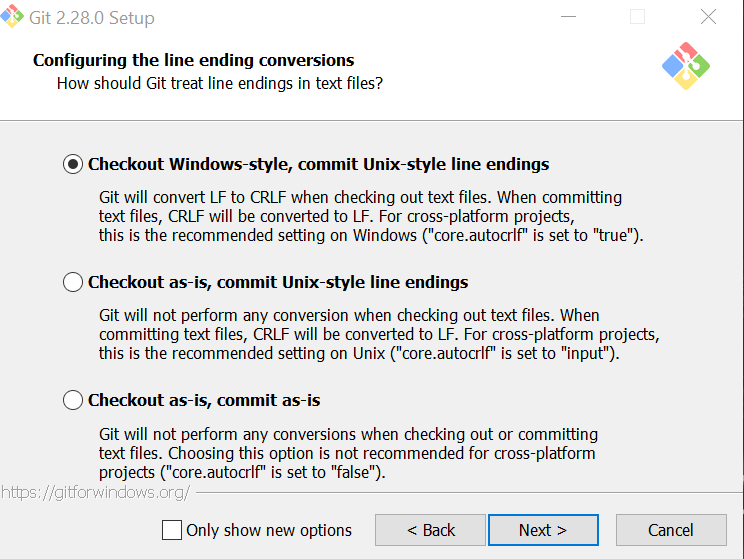 Git 2.28.0 Setup
Configuring the line ending conversions
How should Git treat line endings in text files?
Checkout Windows-style, commit Unix-style line endings
Git will convert LF to CRLF when checking out text files. When committing
text files, CRLF will be converted to LF. For cross-platform projects,
this is the recommended setting on Windows ("core.autocrlf" is set to "true").
Checkout as-is, commit Unix-style line endings
Git will not perform any conversion when checking out text files. When
committing text files, CRLF will be converted to LF. For cross-platform projects,
this is the recommended setting on Unix ("core.autocrlf" is set to "input").
Checkout as-is, commit as-is
Git will not perform any conversions when checking out or committing
text files. Choosing this option is not recommended for cross-platform
projects ("core.autocrlf" is set to "false").
https://gitforwindows.org/
Only show new options
< Back
Next >
Cancel